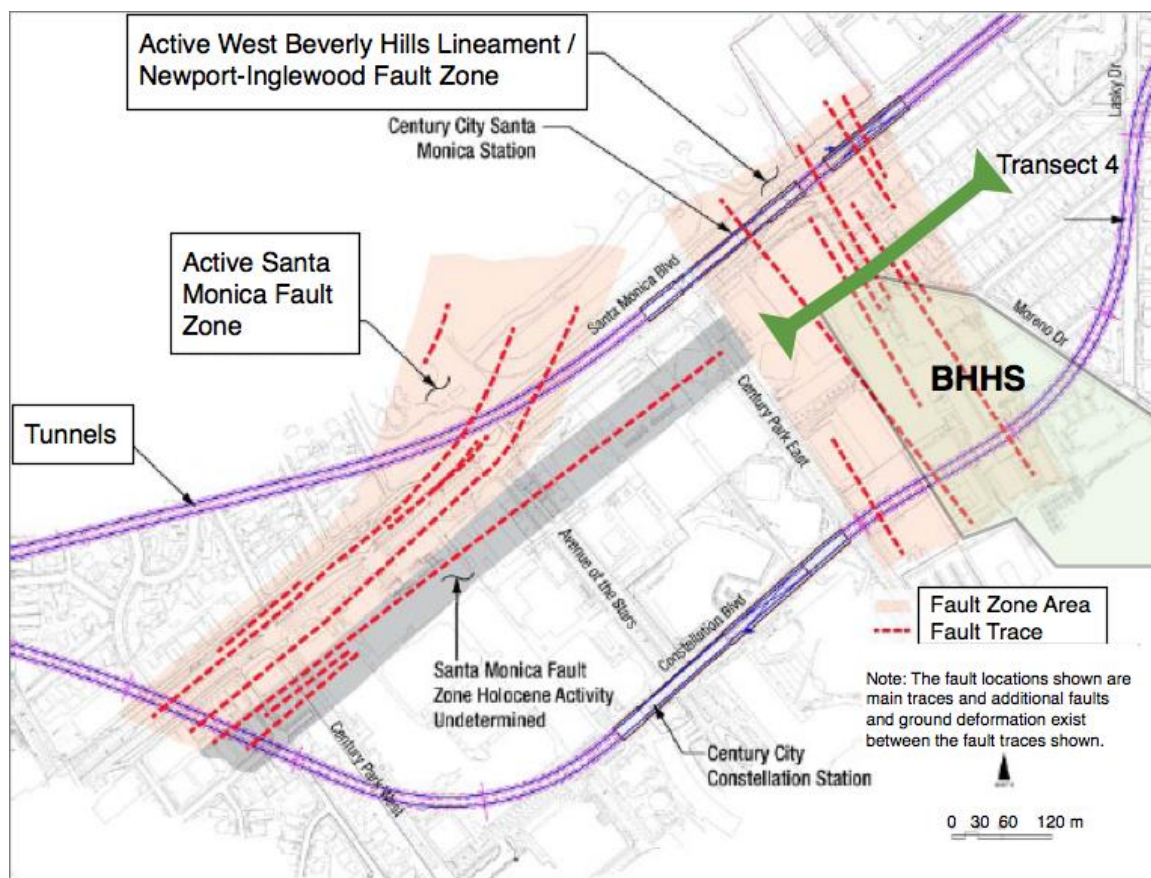 Active West Beverly Hills Lineament /
Newport-Inglewood Fault Zone
Century City Santa
Monica Station
Lasky Dr
Transect 4
Active Santa
Monica Fault
Zone
Santa Monica Blvd
Moreno Dr
BHHS
Tunnels
Century Park East
Avenue of the Stars
Constellation Blvd
Fault Zone Area
Fault Trace
Santa Monica Fault
Zone Holocene Activity
Undetermined
Note: The fault locations shown are
main traces and additional faults
and ground deformation exist
between the fault traces shown.
Century Park West
Century City
Constellation Station
0 30 60 120 m